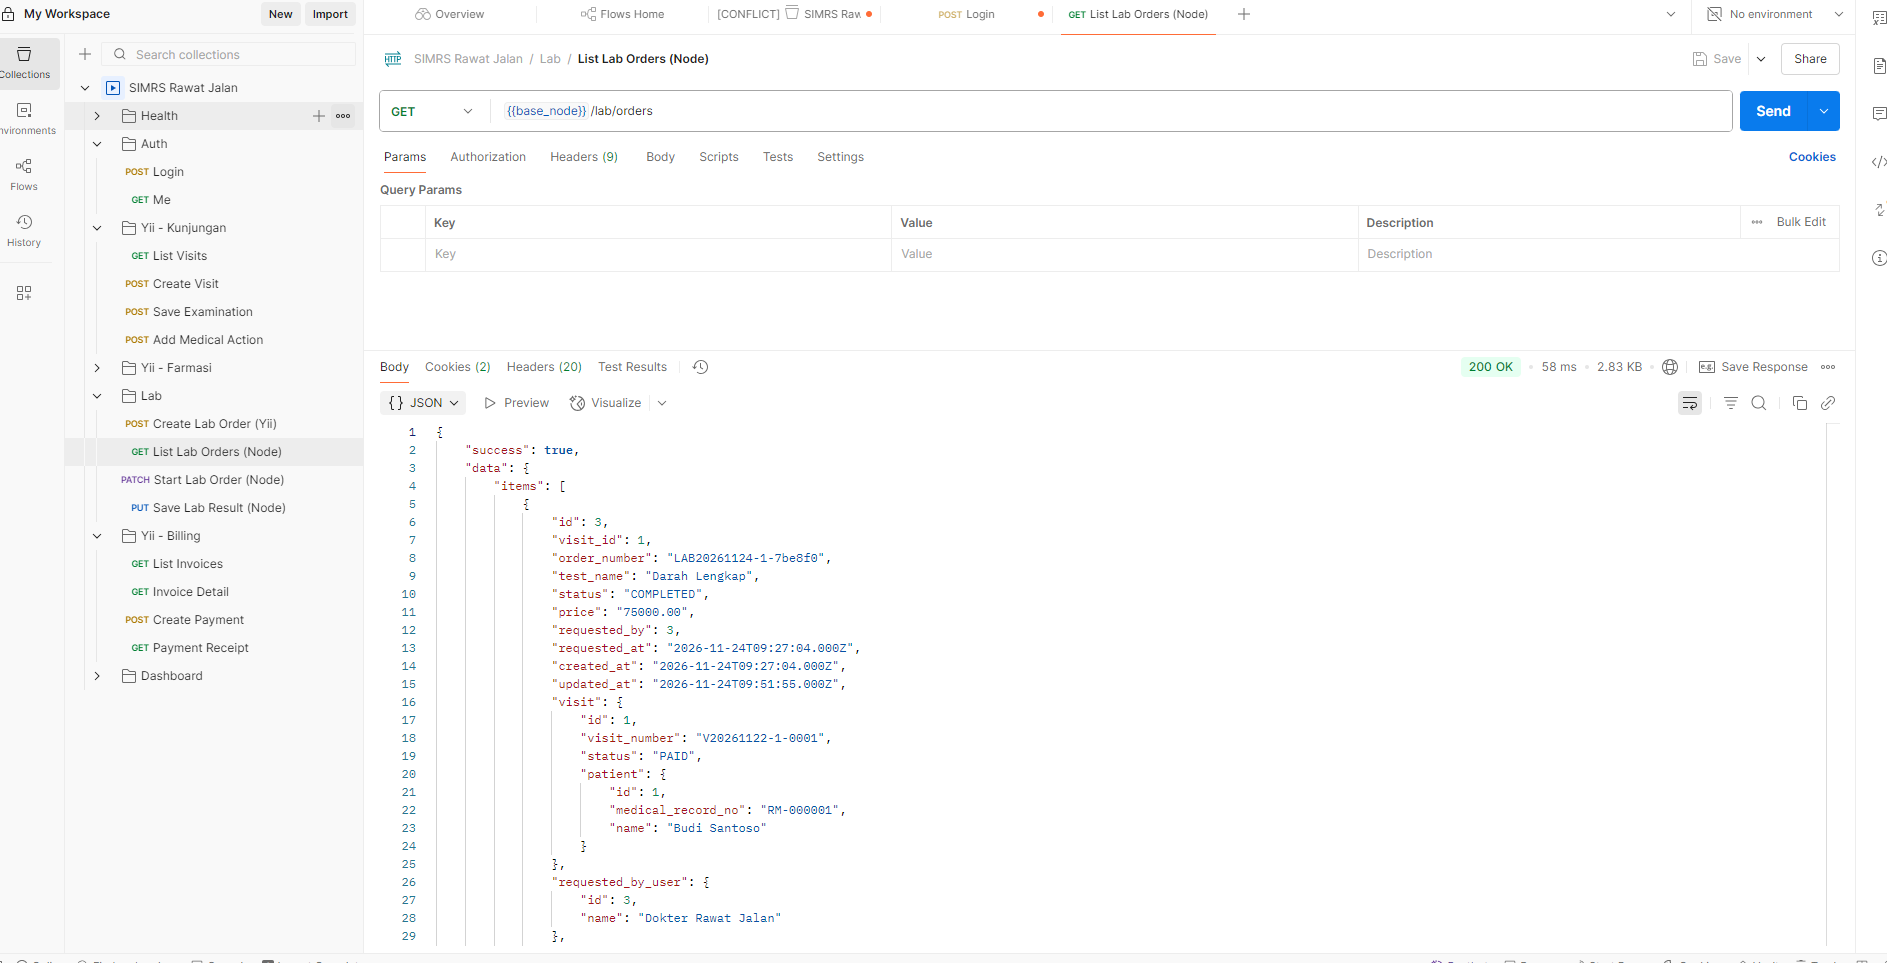 My Workspace
New
Import
Overview
Flows Home
[CONFLICT] SIMRS Raw
POST Login
GET List Lab Orders (Node)
No environment
Collections
Environments
Flows
History
Search collections
SIMRS Rawat Jalan
Health
Auth
POST Login
GET Me
Yii - Kunjungan
GET List Visits
POST Create Visit
POST Save Examination
POST Add Medical Action
Yii - Farmasi
Lab
POST Create Lab Order (Yii)
GET List Lab Orders (Node)
PATCH Start Lab Order (Node)
PUT Save Lab Result (Node)
Yii - Billing
GET List Invoices
GET Invoice Detail
POST Create Payment
GET Payment Receipt
Dashboard
HTTP SIMRS Rawat Jalan / Lab / List Lab Orders (Node)
Save
Share
GET {{base_node}} /lab/orders
Send
Params Authorization Headers (9) Body Scripts Tests Settings
Cookies
Query Params
Key Value Description
Bulk Edit
Key Value Description
Body Cookies (2) Headers (20) Test Results
200 OK • 58 ms • 2.83 KB
e.g. Save Response
{} JSON Preview Visualize
1 {
2 "success": true,
3 "data": {
4 "items": [
5 {
6 "id": 3,
7 "visit_id": 1,
8 "order_number": "LAB20261124-1-7be8f0",
9 "test_name": "Darah Lengkap",
10 "status": "COMPLETED",
11 "price": "75000.00",
12 "requested_by": 3,
13 "requested_at": "2026-11-24T09:27:04.000Z",
14 "created_at": "2026-11-24T09:27:04.000Z",
15 "updated_at": "2026-11-24T09:51:55.000Z",
16 "visit": {
17 "id": 1,
18 "visit_number": "V20261122-1-0001",
19 "status": "PAID",
20 "patient": {
21 "id": 1,
22 "medical_record_no": "RM-000001",
23 "name": "Budi Santoso"
24 }
25 },
26 "requested_by_user": {
27 "id": 3,
28 "name": "Dokter Rawat Jalan"
29 },